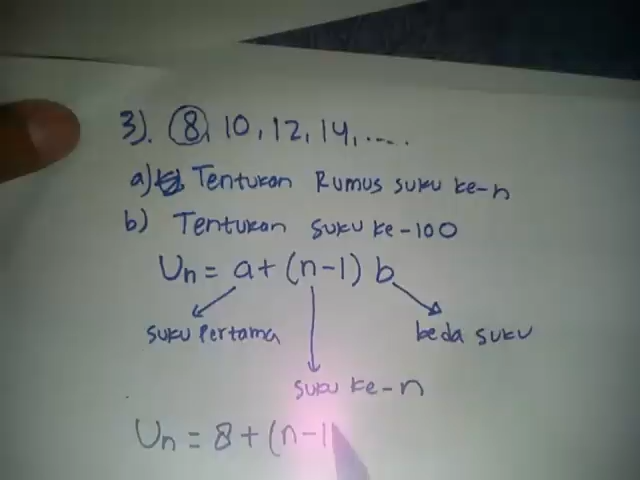 3). 8, 10, 12, 14, ....
a) Tentukan Rumus suku ke-n
b) Tentukan suku ke-100
Un = a + (n-1) b
suku Pertama
beda suku
suku ke-n
Un = 8 + (n-1